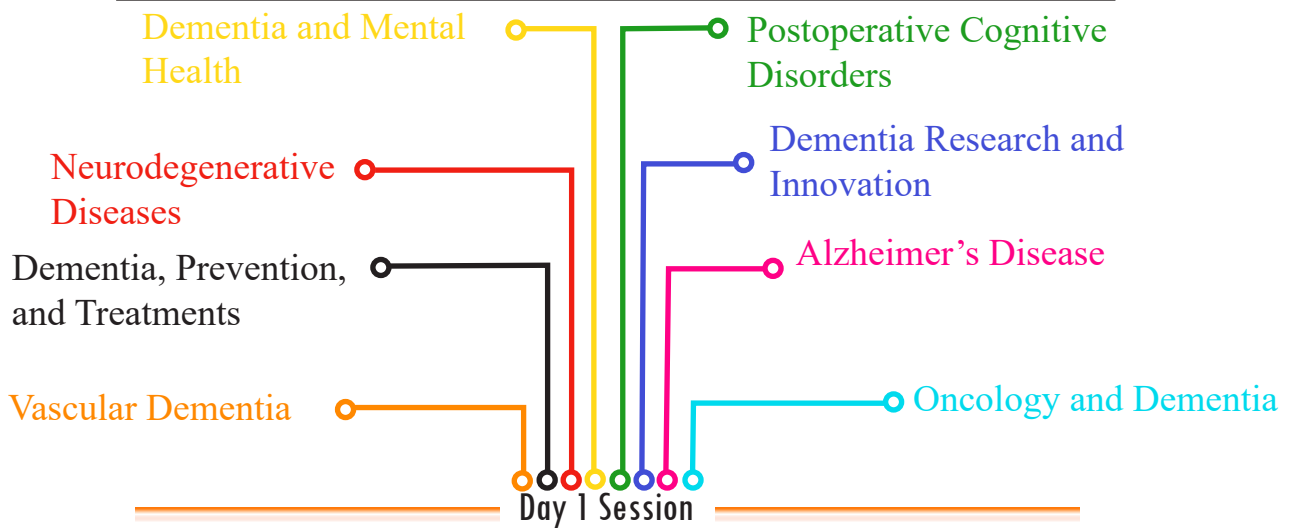 Dementia and Mental
Health
Postoperative Cognitive
Disorders
Neurodegenerative
Diseases
Dementia Research and
Innovation
Dementia, Prevention,
and Treatments
Alzheimer’s Disease
Vascular Dementia
Oncology and Dementia
Day 1 Session